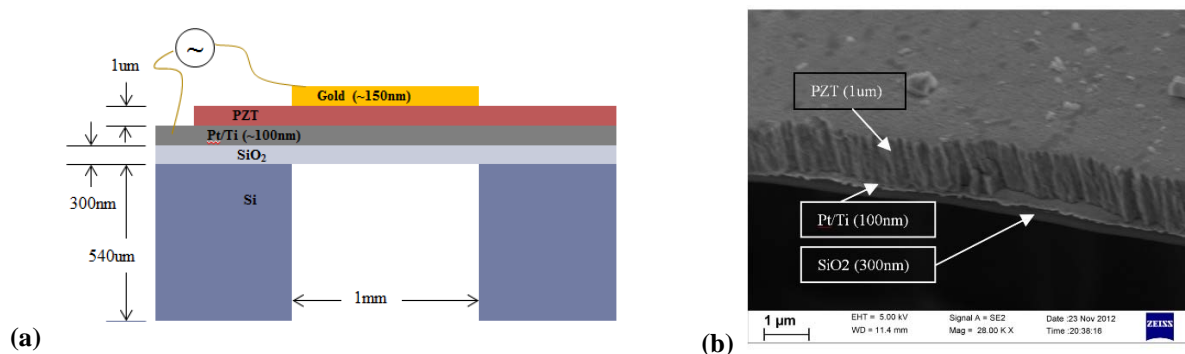 ~
1um
Gold (~150nm)
PZT
Pt/Ti (~100nm)
SiO2
300nm
Si
540um
1mm
(a)
PZT (1um)
Pt/Ti (100nm)
SiO2 (300nm)
1 µm
EHT = 5.00 kV
WD = 11.4 mm
Signal A = SE2
Mag = 28.00 K X
Date :23 Nov 2012
Time :20:38:16
ZEISS
(b)